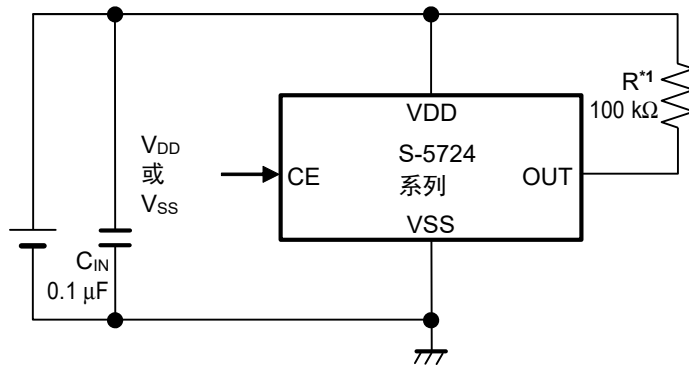 R*1
100 kΩ
VDD
S-5724
系列
CE
OUT
VSS
VDD
或
VSS
CIN
0.1 µF